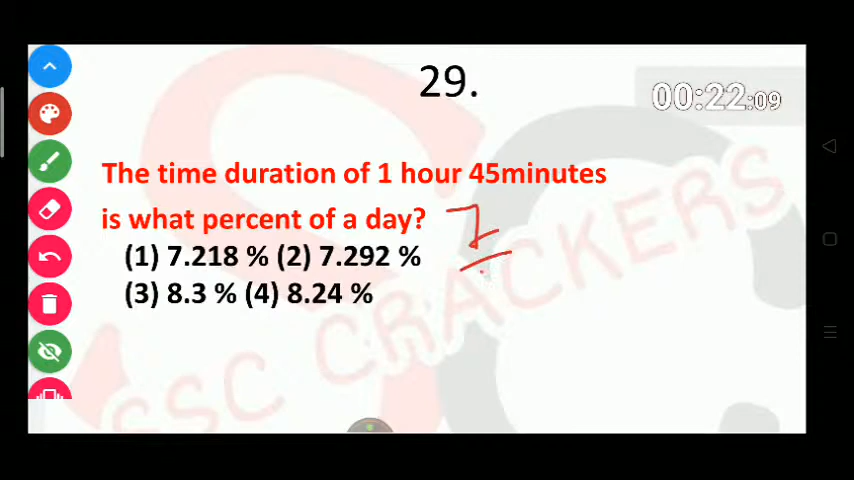 29.
00:22:09
The time duration of 1 hour 45minutes
is what percent of a day?
7
(1) 7.218 % (2) 7.292 %
(3) 8.3 % (4) 8.24 %
SSC CRACKERS